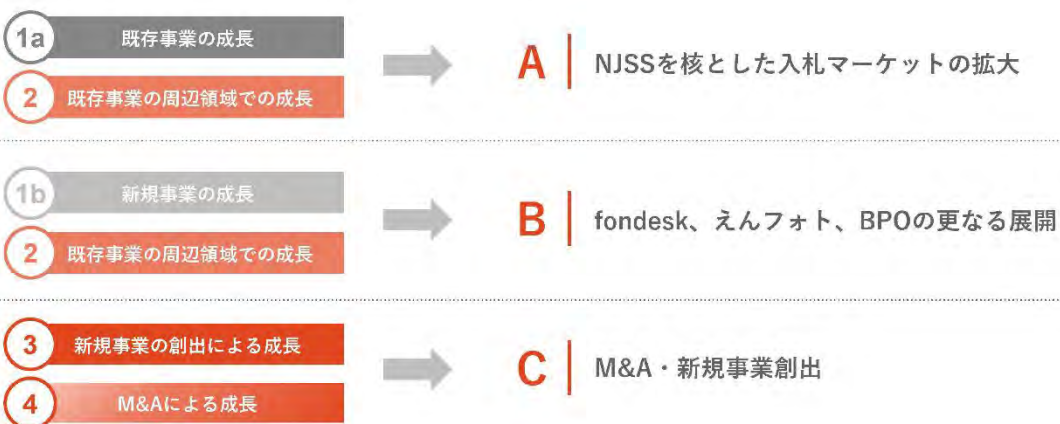 1a 既存事業の成長
2 既存事業の周辺領域での成長
A NJSSを核とした入札マーケットの拡大
1b 新規事業の成長
2 既存事業の周辺領域での成長
B fondesk、えんフォト、BPOの更なる展開
3 新規事業の創出による成長
4 M&Aによる成長
C M&A・新規事業創出